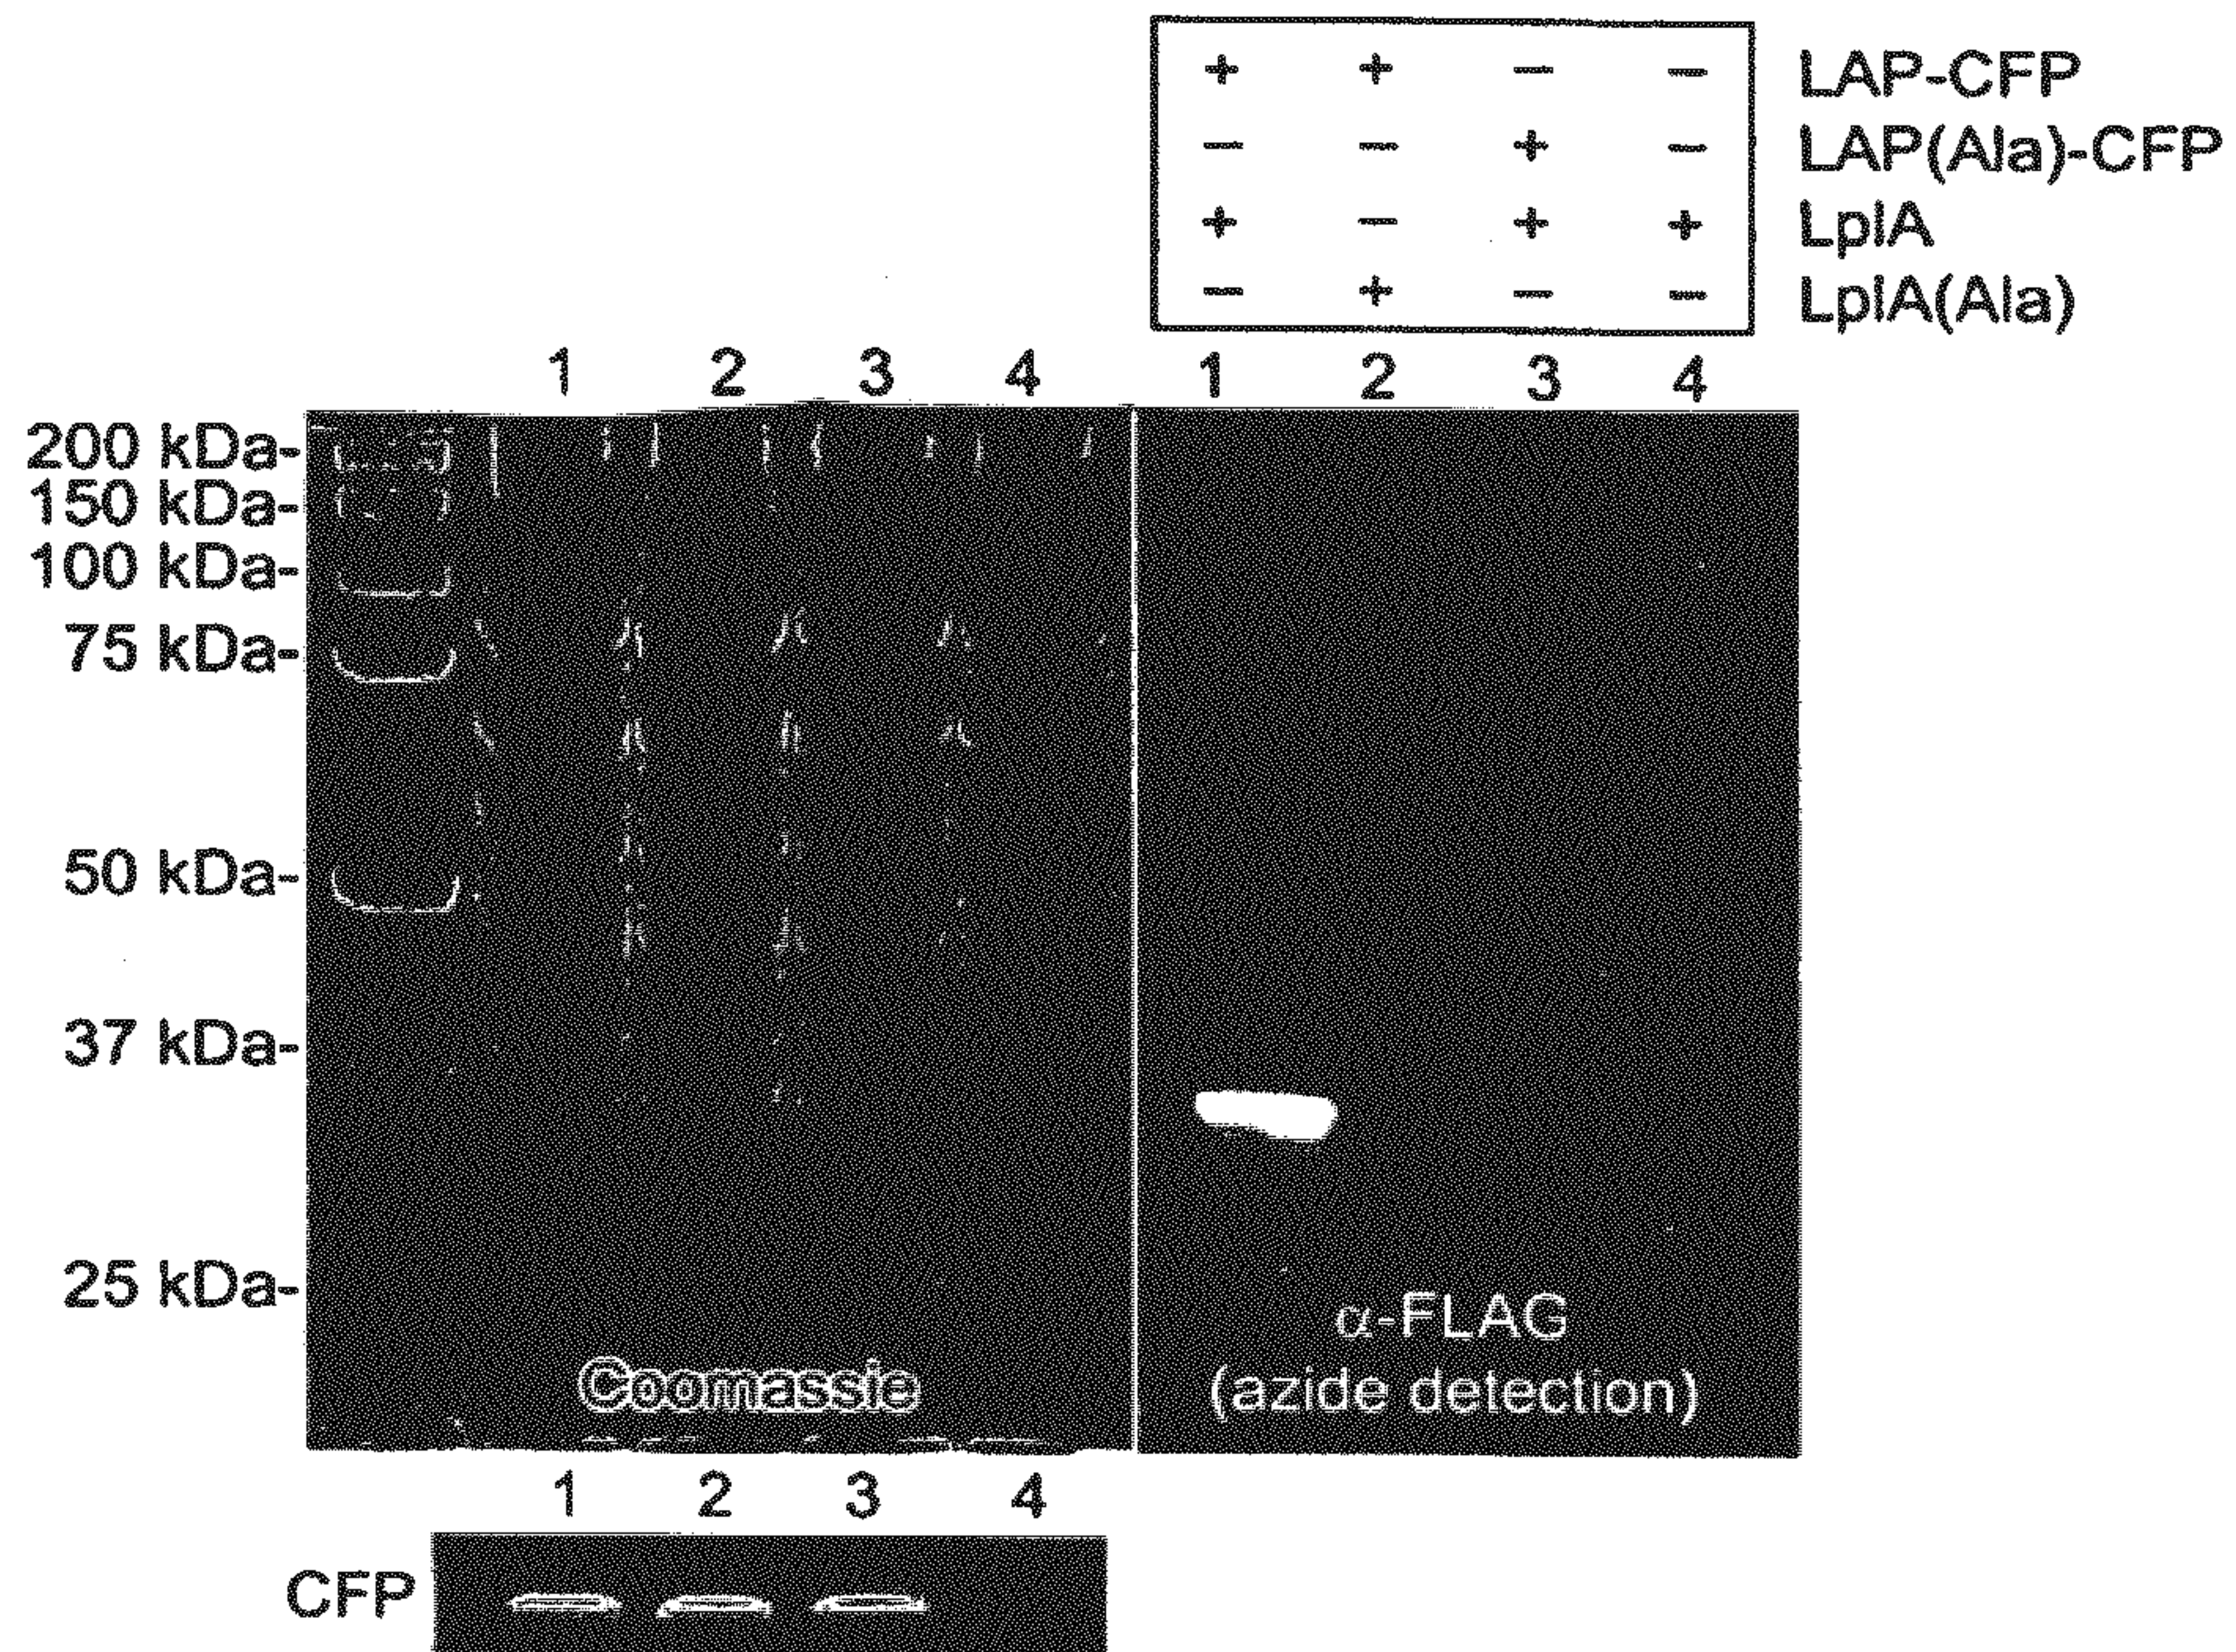 + + − − LAP-CFP
− − + − LAP(Ala)-CFP
+ − + + LplA
− + − − LplA(Ala)
1 2 3 4 1 2 3 4
200 kDa-
150 kDa-
100 kDa-
75 kDa-
50 kDa-
37 kDa-
25 kDa-
α-FLAG
Coomassie (azide detection)
1 2 3 4
CFP